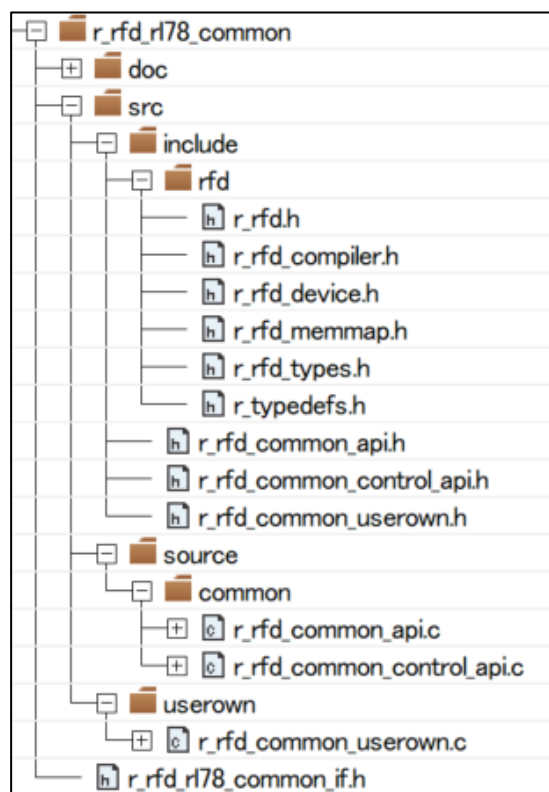 r_rfd_rl78_common
doc
src
include
rfd
r_rfd.h
r_rfd_compiler.h
r_rfd_device.h
r_rfd_memmap.h
r_rfd_types.h
r_typedefs.h
r_rfd_common_api.h
r_rfd_common_control_api.h
r_rfd_common_userown.h
source
common
r_rfd_common_api.c
r_rfd_common_control_api.c
userown
r_rfd_common_userown.c
r_rfd_rl78_common_if.h